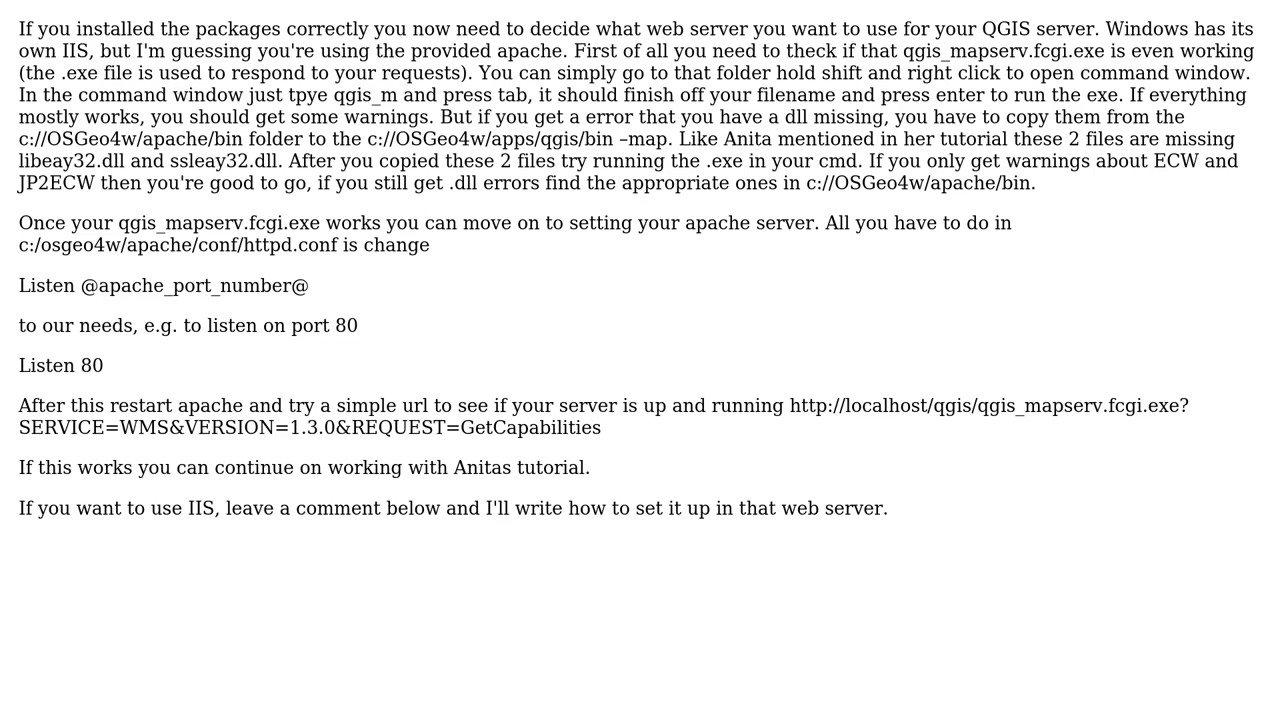 If you installed the packages correctly you now need to decide what web server you want to use for your QGIS server. Windows has its
own IIS, but I'm guessing you're using the provided apache. First of all you need to theck if that qgis_mapserv.fcgi.exe is even working
(the .exe file is used to respond to your requests). You can simply go to that folder hold shift and right click to open command window.
In the command window just tpye qgis_m and press tab, it should finish off your filename and press enter to run the exe. If everything
mostly works, you should get some warnings. But if you get a error that you have a dll missing, you have to copy them from the
c://OSGeo4w/apache/bin folder to the c://OSGeo4w/apps/qgis/bin –map. Like Anita mentioned in her tutorial these 2 files are missing
libeay32.dll and ssleay32.dll. After you copied these 2 files try running the .exe in your cmd. If you only get warnings about ECW and
JP2ECW then you're good to go, if you still get .dll errors find the appropriate ones in c://OSGeo4w/apache/bin.
Once your qgis_mapserv.fcgi.exe works you can move on to setting your apache server. All you have to do in
c:/osgeo4w/apache/conf/httpd.conf is change
Listen @apache_port_number@
to our needs, e.g. to listen on port 80
Listen 80
After this restart apache and try a simple url to see if your server is up and running http://localhost/qgis/qgis_mapserv.fcgi.exe?
SERVICE=WMS&VERSION=1.3.0&REQUEST=GetCapabilities
If this works you can continue on working with Anitas tutorial.
If you want to use IIS, leave a comment below and I'll write how to set it up in that web server.